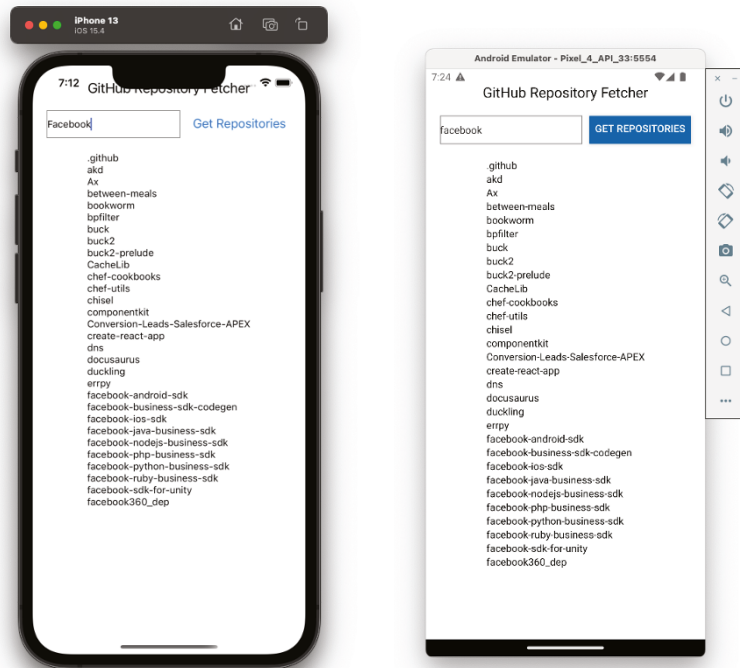 iPhone 13
iOS 15.4
7:12
GitHub Repository Fetcher
Facebook
Get Repositories
.github
akd
Ax
between-meals
bookworm
bpfilter
buck
buck2
buck2-prelude
CacheLib
chef-cookbooks
chef-utils
chisel
componentkit
Conversion-Leads-Salesforce-APEX
create-react-app
dns
docusaurus
duckling
errpy
facebook-android-sdk
facebook-business-sdk-codegen
facebook-ios-sdk
facebook-java-business-sdk
facebook-nodejs-business-sdk
facebook-php-business-sdk
facebook-python-business-sdk
facebook-ruby-business-sdk
facebook-sdk-for-unity
facebook360_dep
Android Emulator - Pixel_4_API_33:5554
7:24
GitHub Repository Fetcher
facebook
GET REPOSITORIES
.github
akd
Ax
between-meals
bookworm
bpfilter
buck
buck2
buck2-prelude
CacheLib
chef-cookbooks
chef-utils
chisel
componentkit
Conversion-Leads-Salesforce-APEX
create-react-app
dns
docusaurus
duckling
errpy
facebook-android-sdk
facebook-business-sdk-codegen
facebook-ios-sdk
facebook-java-business-sdk
facebook-nodejs-business-sdk
facebook-php-business-sdk
facebook-python-business-sdk
facebook-ruby-business-sdk
facebook-sdk-for-unity
facebook360_dep